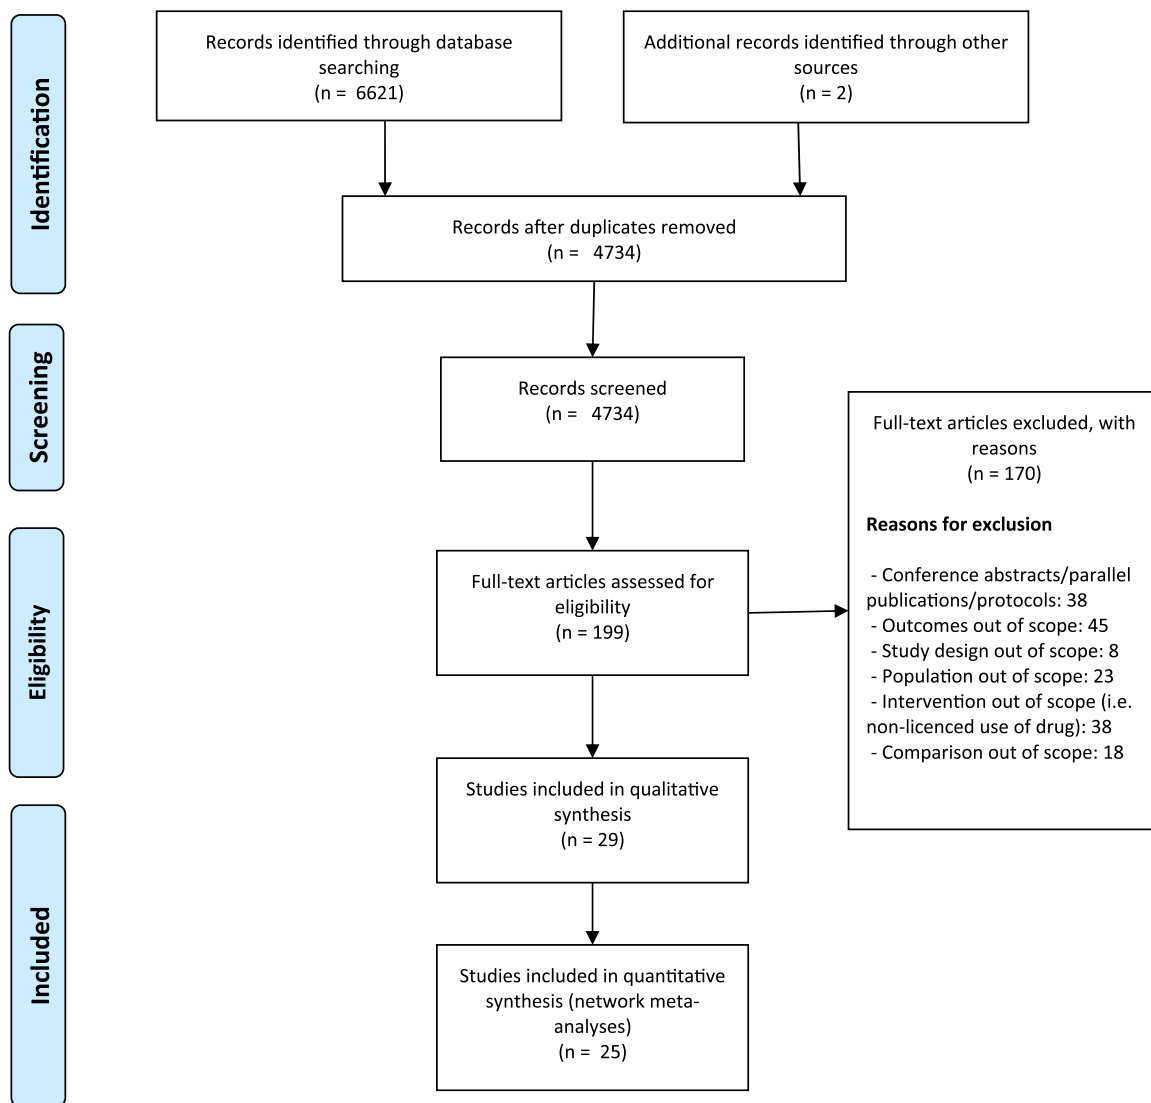 Identification
Records identified through database
searching
(n =  6621)
Additional records identified through other
sources
(n = 2)
Records after duplicates removed
(n =   4734)
Screening
Records screened
(n =   4734)
Eligibility
Full-text articles assessed for
eligibility
(n = 199)
Full-text articles excluded, with
reasons
(n = 170)
Reasons for exclusion
- Conference abstracts/parallel
publications/protocols: 38
- Outcomes out of scope: 45
- Study design out of scope: 8
- Population out of scope: 23
- Intervention out of scope (i.e.
non-licenced use of drug): 38
- Comparison out of scope: 18
Studies included in qualitative
synthesis
(n = 29)
Included
Studies included in quantitative
synthesis (network meta-
analyses)
(n =  25)